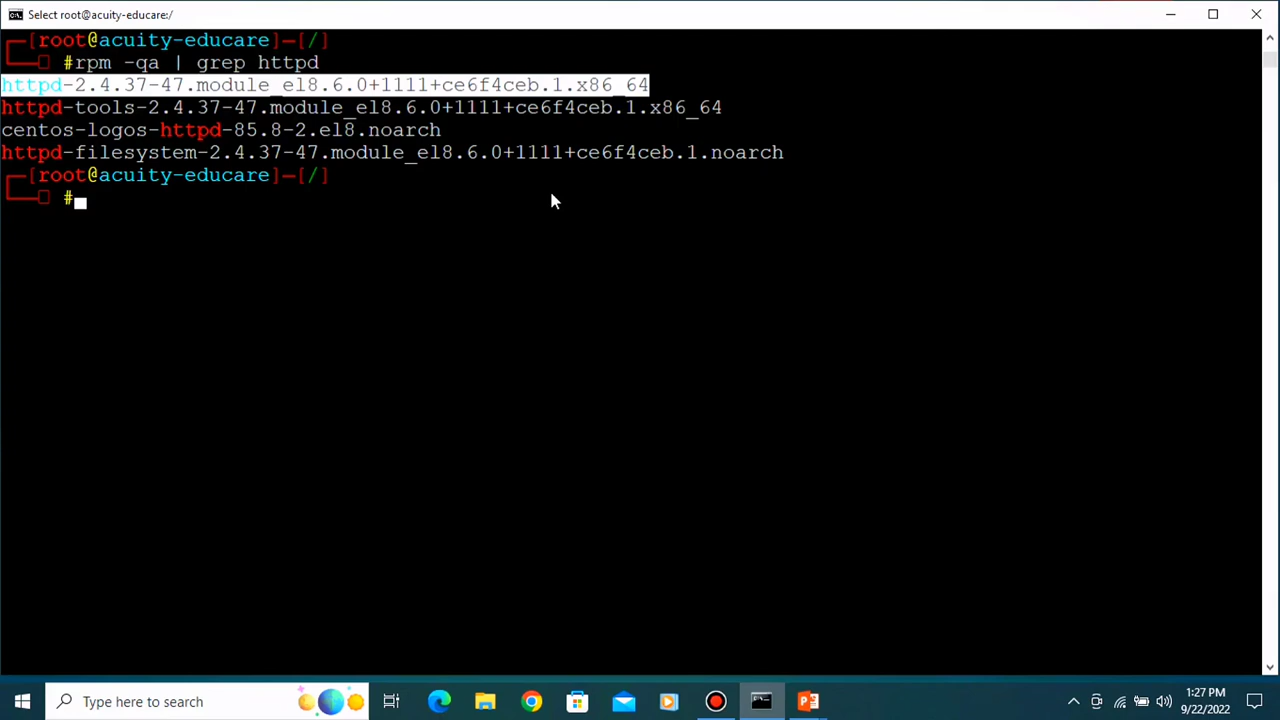 Select root@acuity-educare:/
[root@acuity-educare]─[/]
#rpm -qa | grep httpd
httpd-2.4.37-47.module_el8.6.0+1111+ce6f4ceb.1.x86_64
httpd-tools-2.4.37-47.module_el8.6.0+1111+ce6f4ceb.1.x86_64
centos-logos-httpd-85.8-2.el8.noarch
httpd-filesystem-2.4.37-47.module_el8.6.0+1111+ce6f4ceb.1.noarch
[root@acuity-educare]─[/]
#
Type here to search
1:27 PM
9/22/2022